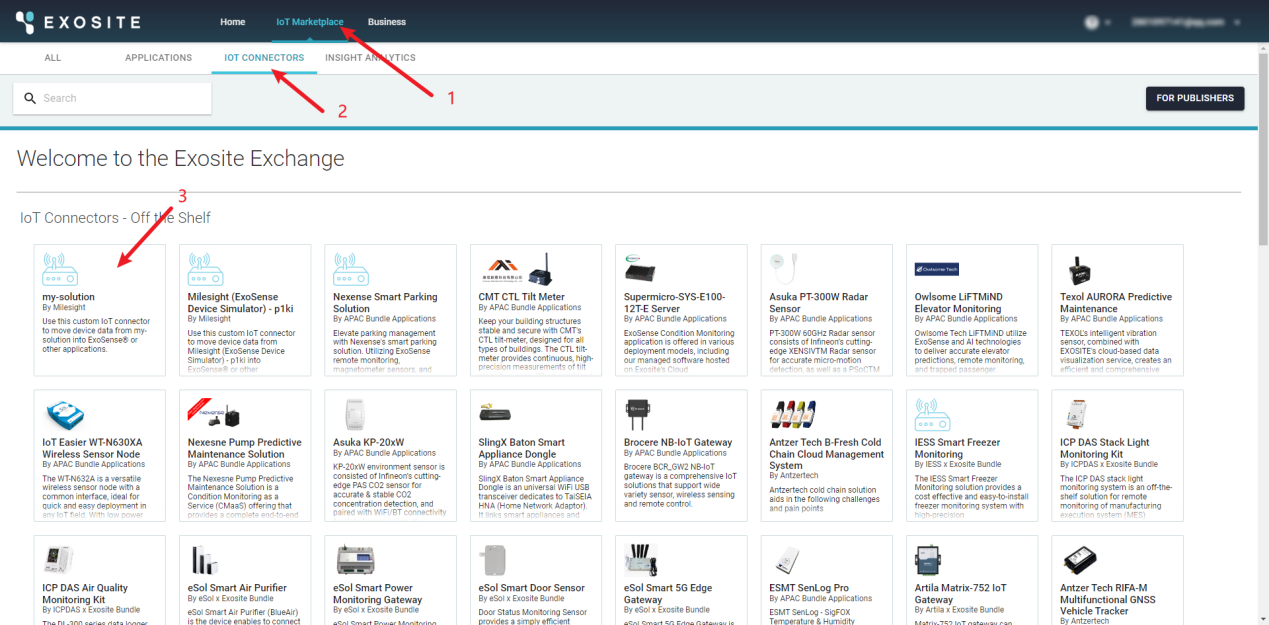 EXOSITE
Home
IoT Marketplace
Business
ALL
APPLICATIONS
IOT CONNECTORS
INSIGHT ANALYTICS
1
2
Search
FOR PUBLISHERS
Welcome to the Exosite Exchange
3
IoT Connectors - Off the Shelf
my-solution
By Milesight
Use this custom IoT connector
to move device data from my-
solution into ExoSense® or
other applications.
Milesight (ExoSense
Device Simulator) - p1ki
By Milesight
Use this custom IoT connector
to move device data from
Milesight (ExoSense Device
Simulator) - p1ki into
ExoSense® or other
Nexense Smart Parking
Solution
By APAC Bundle Applications
Elevate parking management
with Nexense's smart parking
solution. Utilizing ExoSense
remote monitoring,
magnetometer sensors, and
CMT CTL Tilt Meter
By APAC Bundle Applications
Keep your building structures
stable and secure with CMT's
CTL tilt-meter, designed for all
types of buildings. The CTL tilt-
meter provides continuous, high-
precision measurements of tilt
Supermicro-SYS-E100-
12T-E Server
By APAC Bundle Applications
ExoSense Condition Monitoring
application is offered in various
deployment models, including
our managed software hosted
on Exosite's Cloud
Asuka PT-300W Radar
Sensor
By APAC Bundle Applications
PT-300W 60GHz Radar sensor
consists of Infineon's cutting-
edge XENSIVTM Radar sensor
for accurate micro-motion
detection, as well as a PSoCTM
Owlsome Tech
Owlsome LiFTMiND
Elevator Monitoring
By APAC Bundle Applications
Owlsome Tech LiFTMiND utilize
ExoSense and AI technologies
to deliver accurate elevator
predictions, remote monitoring,
and trapped passenger
Texol AURORA Predictive
Maintenance
By APAC Bundle Applications
TEXOL's intelligent vibration
sensor, combined with
EXOSITE's cloud-based data
visualization service, creates an
efficient and comprehensive
IoT Easier WT-N630XA
Wireless Sensor Node
By APAC Bundle Applications
The WT-N632A is a versatile
wireless sensor node with a
common interface, ideal for
quick and easy deployment in
any IoT field. With low power
Nexesne Pump Predictive
Maintenance Solution
By APAC Bundle Applications
The Nexesne Pump Predictive
Maintenance Solution is a
Condition Monitoring as a
Service (CMaaS) offering that
provides a complete end-to-end
Asuka KP-20xW
By APAC Bundle Applications
KP-20xW environment sensor is
consisted of Infineon's cutting-
edge PAS CO2 sensor for
accurate & stable CO2
concentration detection, and
paired with WiFi/BT connectivity
SlingX Baton Smart
Appliance Dongle
By APAC Bundle Applications
SlingX Baton Smart Appliance
Dongle is an universal WiFi USB
transceiver dedicates to TaiSEIA
HNA (Home Network Adaptor).
It links smart appliances and
Brocere NB-IoT Gateway
By APAC Bundle Applications
Brocere BCR_GW2 NB-IoT
gateway is a comprehensive IoT
solutions that support wide
variety sensor, wireless sensing
and remote control.
Antzer Tech B-Fresh Cold
Chain Cloud Management
System
By Antzertech
Antzertech cold chain solution
aids in the following challenges
and pain points
IESS Smart Freezer
Monitoring
By IESS x Exosite Bundle
The IESS Smart Freezer
Monitoring solution provides a
cost effective and easy-to-install
freezer monitoring system with
high-precision
ICP DAS Stack Light
Monitoring Kit
By ICPDAS x Exosite Bundle
The ICP DAS stack light
monitoring system is an off-the-
shelf solution for remote
monitoring of manufacturing
execution system (MES)
ICP DAS Air Quality
Monitoring Kit
By ICPDAS x Exosite Bundle
The DL-300 series data logger
eSol Smart Air Purifier
By eSol x Exosite Bundle
eSol Smart Air Purifier (BlueAir)
is the device enables to connect
eSol Smart Power
Monitoring Gateway
By eSol x Exosite Bundle
eSol Smart Power Monitoring
eSol Smart Door Sensor
By eSol x Exosite Bundle
Door Status Monitoring Sensor
provides a simply efficient
eSol Smart 5G Edge
Gateway
By eSol x Exosite Bundle
eSol Smart 5G Edge Gateway is
ESMT SenLog Pro
By APAC Bundle Applications
ESMT SenLog - SigFOX
Temperature & Humidity
Artila Matrix-752 IoT
Gateway
By Artila x Exosite Bundle
Matrix-752 IoT gateway can
Antzer Tech RIFA-M
Multifunctional GNSS
Vehicle Tracker
By Antzertech